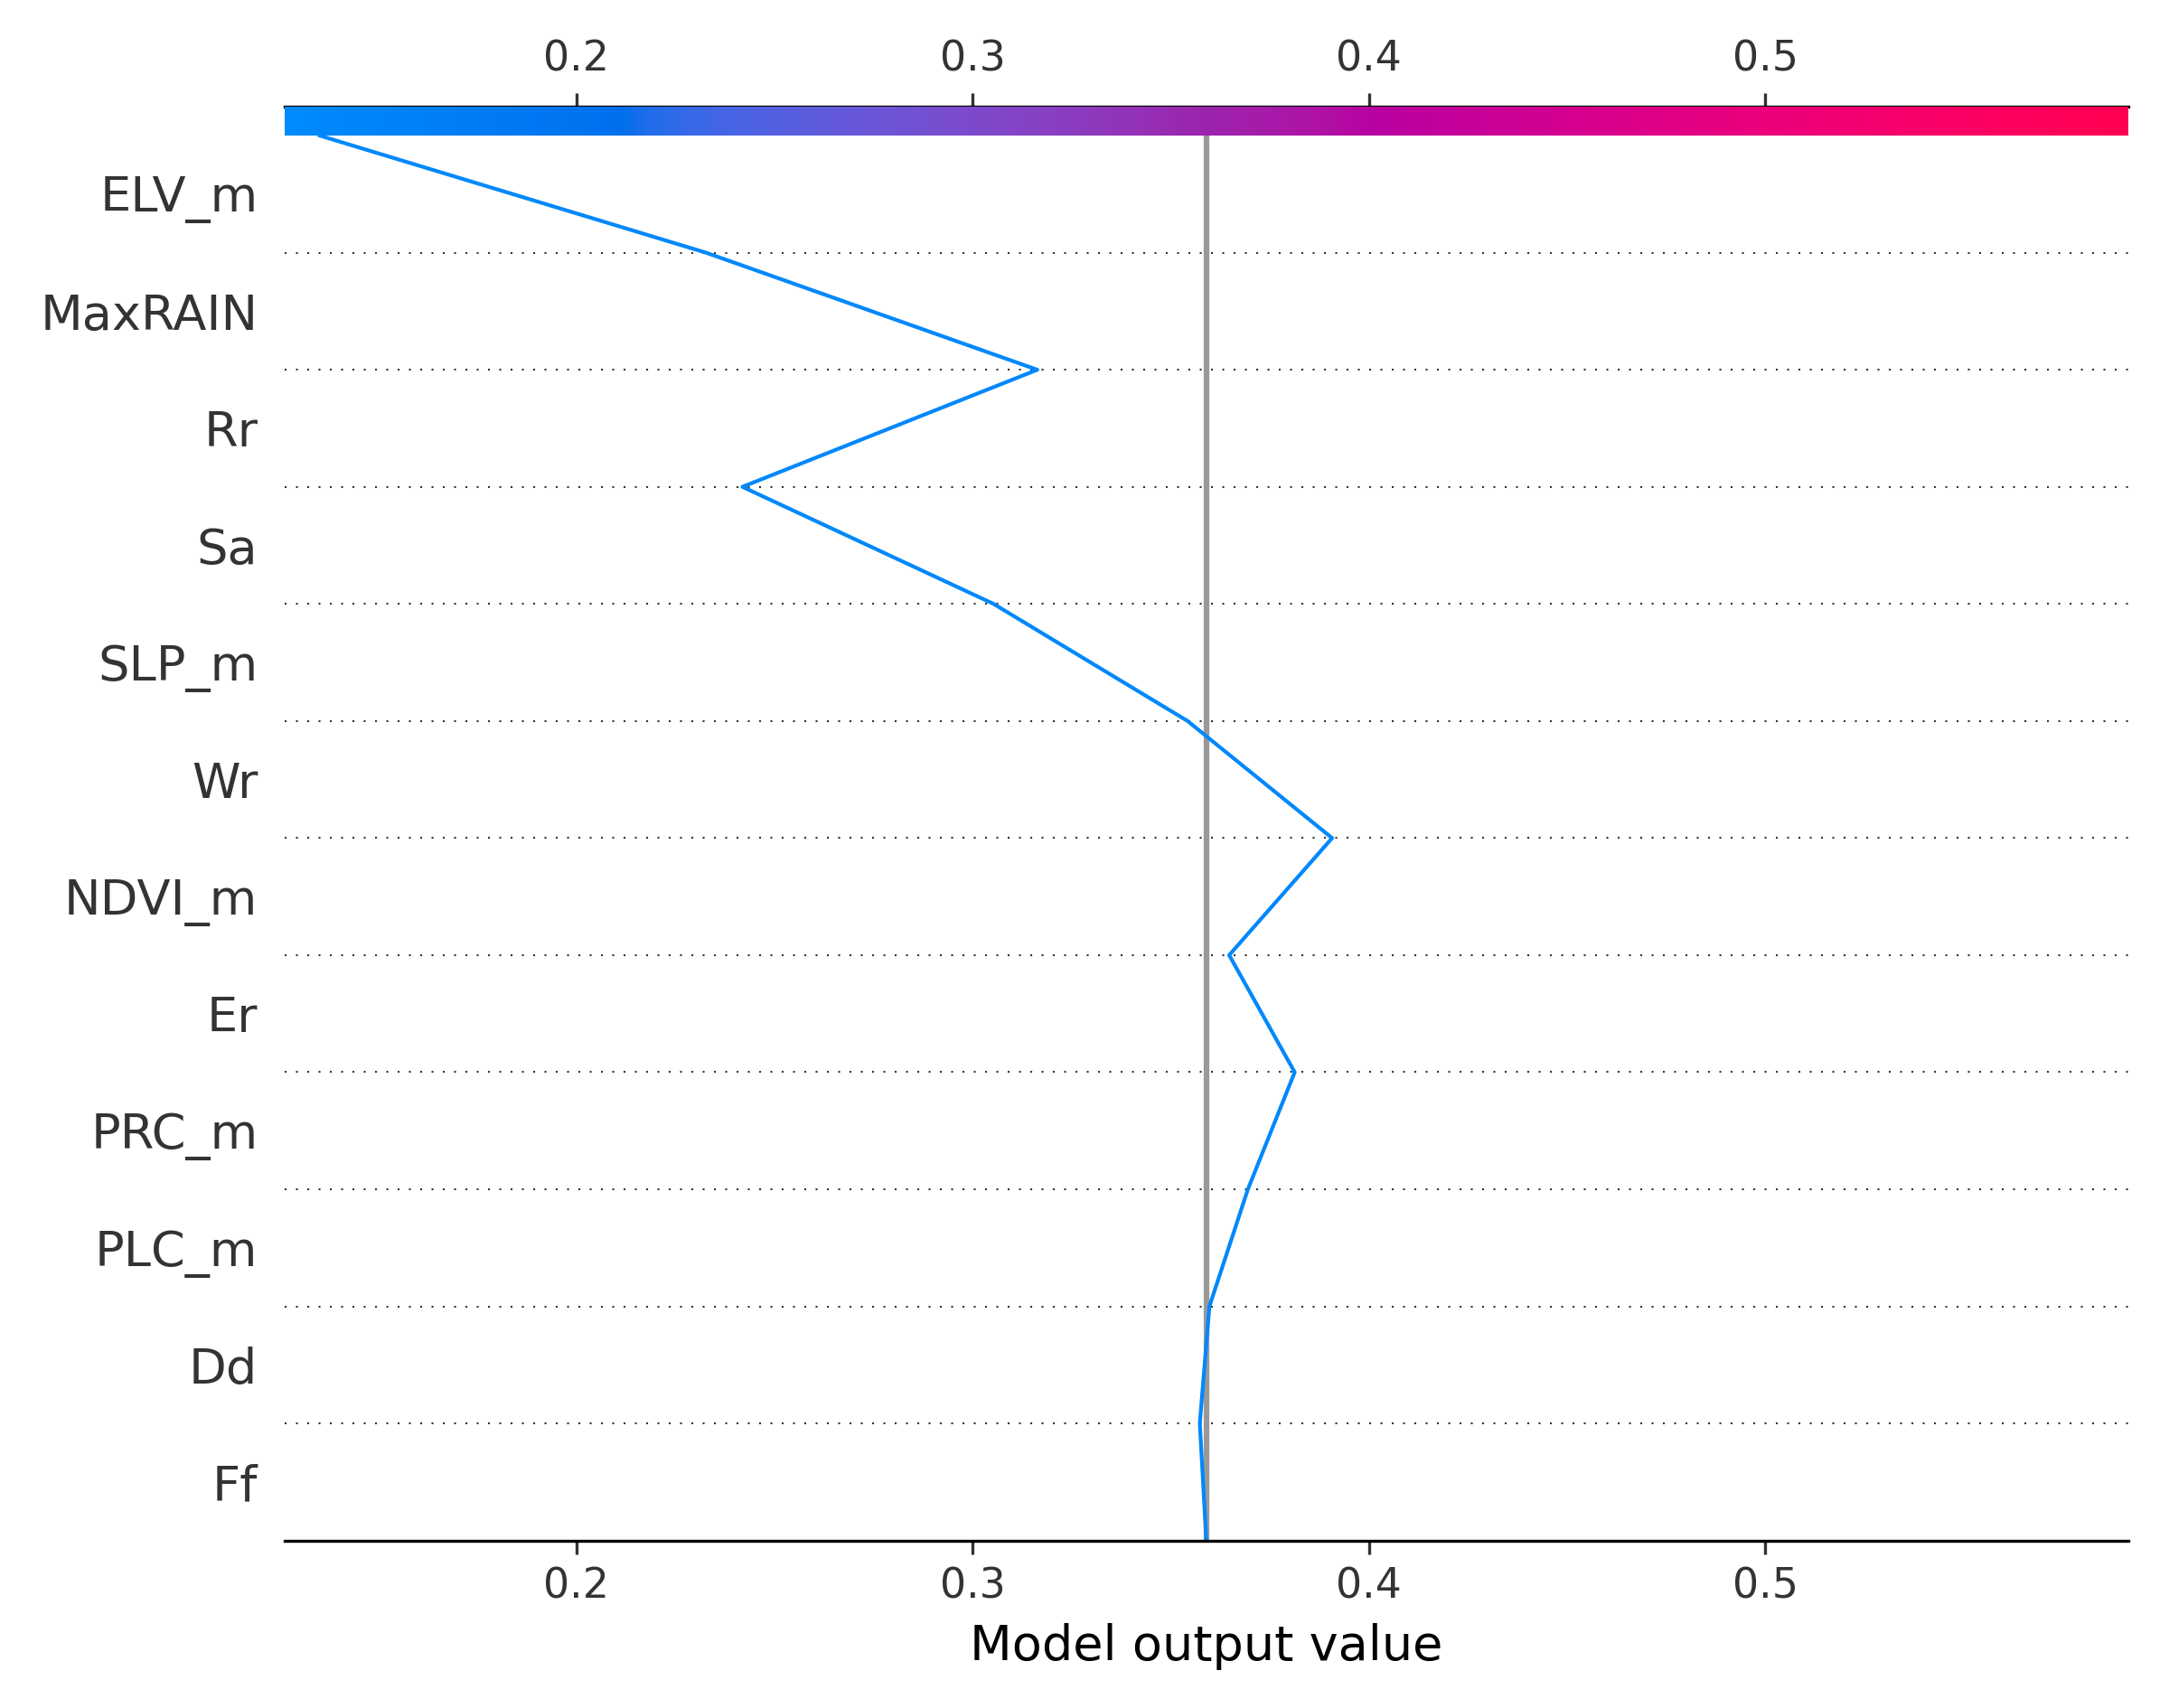 0.2 0.3 0.4 0.5
ELV_m
MaxRAIN
Rr
Sa
SLP_m
Wr
NDVI_m
Er
PRC_m
PLC_m
Dd
Ff
0.2 0.3 0.4 0.5
Model output value